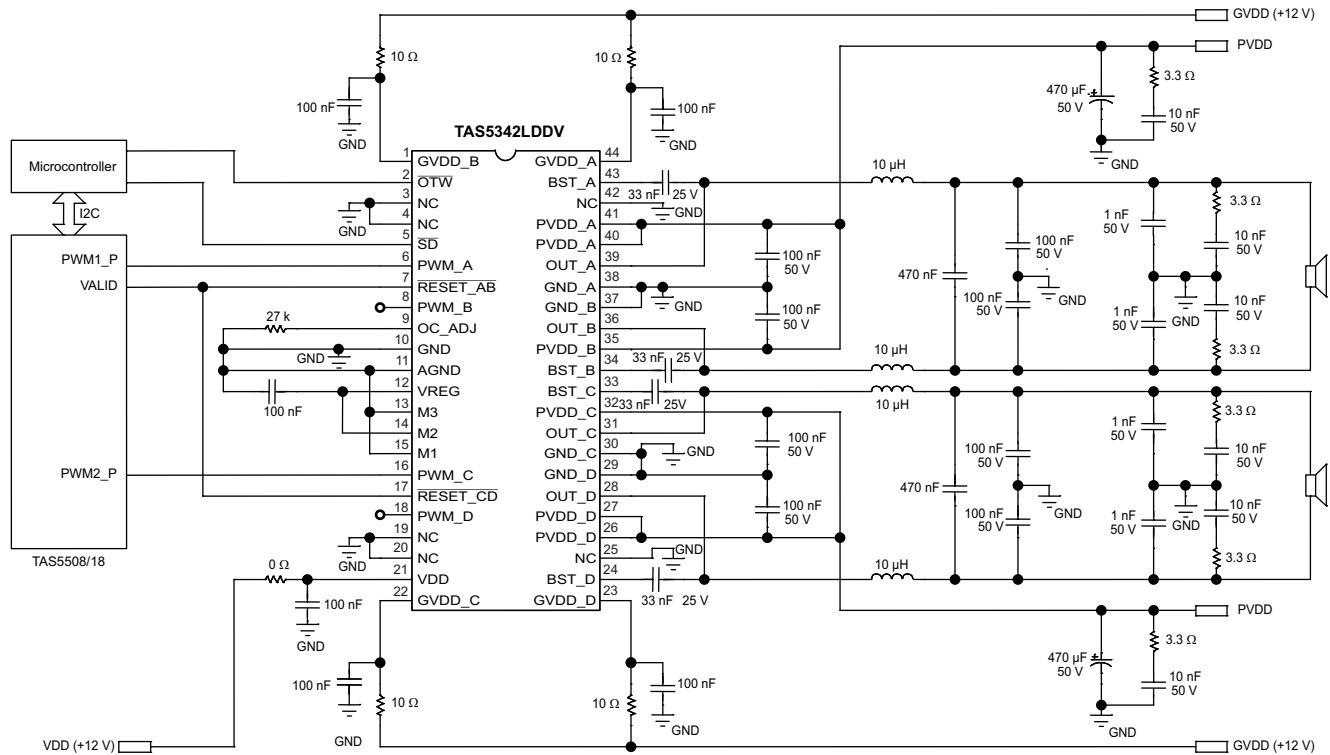 GVDD (+12 V)
PVDD
10 Ω
10 Ω
3.3 Ω
470 µF
50 V
10 nF
50 V
GND
100 nF
GND
100 nF
GND
TAS5342LDDV
Microcontroller
I2C
PWM1_P
VALID
PWM2_P
TAS5508/18
1
GVDD_B
2
OTW
3
NC
4
NC
5
SD
6
PWM_A
7
RESET_AB
8
PWM_B
9
OC_ADJ
10
GND
11
AGND
12
VREG
13
M3
14
M2
15
M1
16
PWM_C
17
RESET_CD
18
PWM_D
19
NC
20
NC
21
VDD
22
GVDD_C
44
GVDD_A
43
BST_A
42
NC
41
PVDD_A
40
PVDD_A
39
OUT_A
38
GND_A
37
GND_B
36
OUT_B
35
PVDD_B
34
BST_B
33
BST_C
32
PVDD_C
31
OUT_C
30
GND_C
29
GND_D
28
OUT_D
27
PVDD_D
26
PVDD_D
25
NC
24
BST_D
23
GVDD_D
GND
27 k
GND
100 nF
GND
0 Ω
100 nF
GND
33 nF 25 V
GND
100 nF
50 V
GND
100 nF
50 V
33 nF 25 V
33 nF 25V
GND
100 nF
50 V
100 nF
50 V
GND
33 nF 25 V
10 µH
470 nF
100 nF
50 V
GND
100 nF
50 V
1 nF
50 V
GND
1 nF
50 V
3.3 Ω
10 nF
50 V
10 nF
50 V
3.3 Ω
10 µH
10 µH
470 nF
100 nF
50 V
GND
100 nF
50 V
1 nF
50 V
GND
1 nF
50 V
3.3 Ω
10 nF
50 V
10 nF
50 V
3.3 Ω
10 µH
PVDD
3.3 Ω
470 µF
50 V
10 nF
50 V
GND
100 nF
GND
10 Ω
100 nF
GND
10 Ω
VDD (+12 V)
GVDD (+12 V)